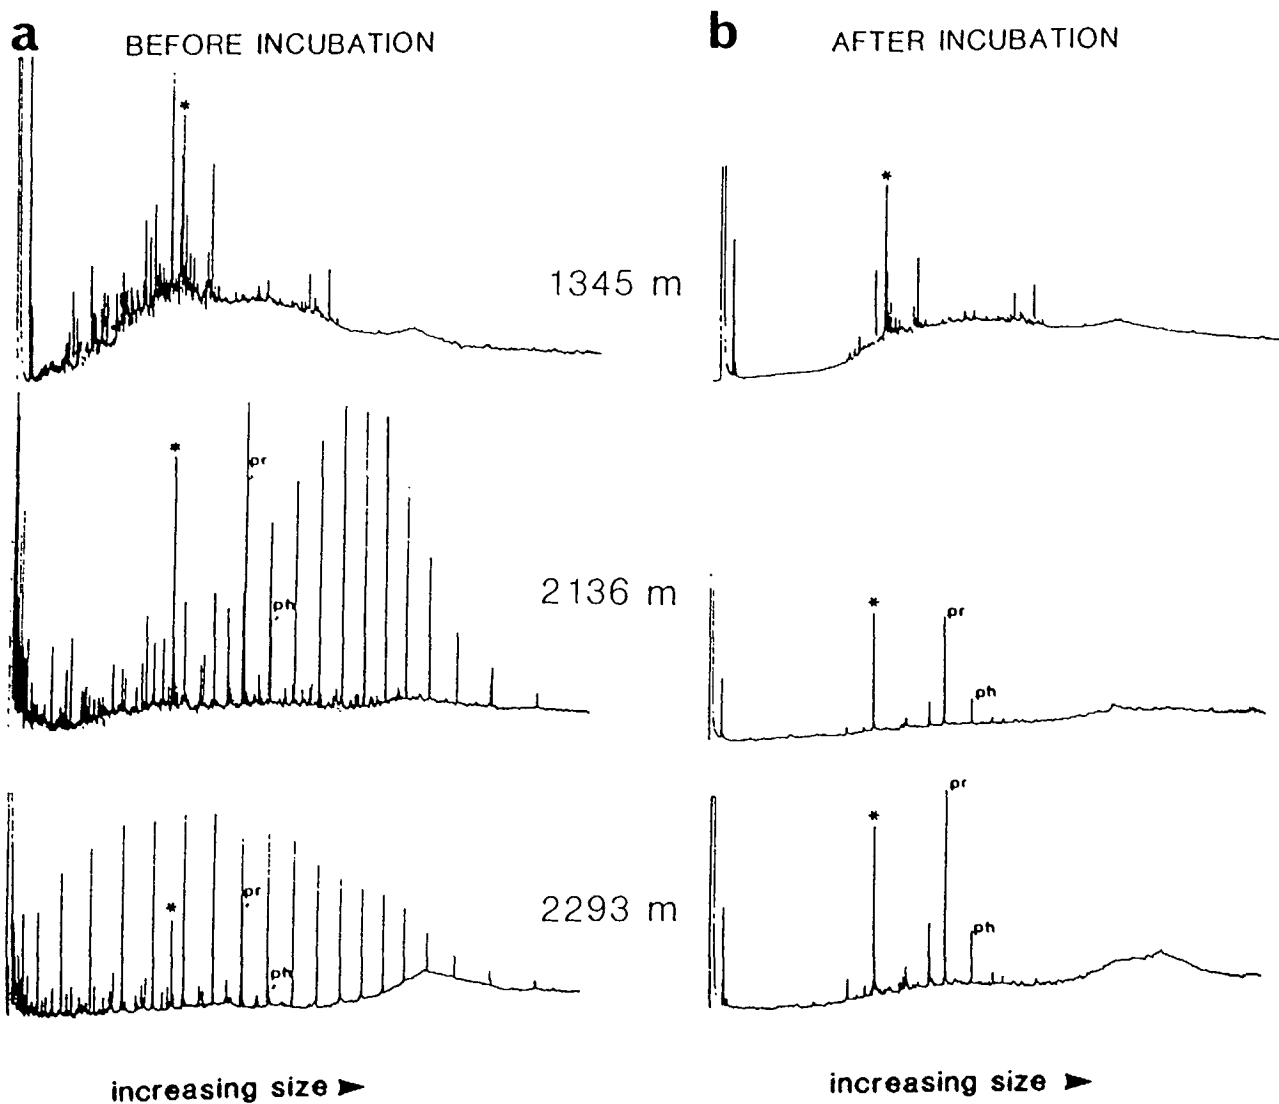 a BEFORE INCUBATION
b AFTER INCUBATION
*
*
1345 m
*
pr
ph
2136 m
*
pr
ph
*
pr
ph
2293 m
*
pr
ph
increasing size ►
increasing size ►